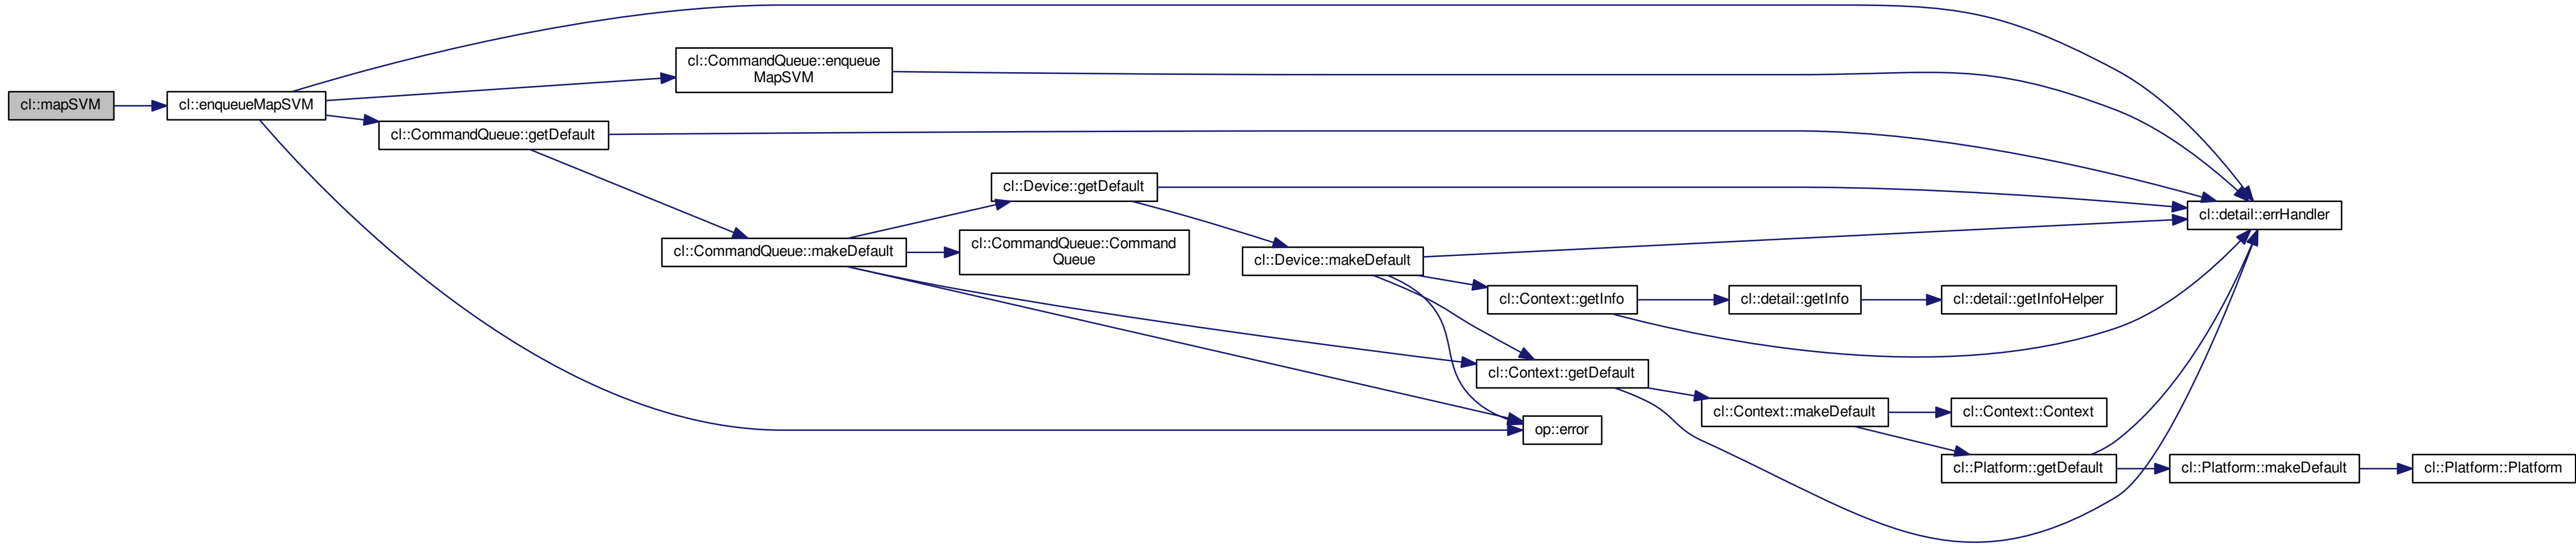 cl::mapSVM
cl::enqueueMapSVM
cl::CommandQueue::enqueue
MapSVM
cl::CommandQueue::getDefault
cl::CommandQueue::makeDefault
cl::Device::getDefault
cl::CommandQueue::Command
Queue
cl::Device::makeDefault
cl::Context::getInfo
cl::detail::getInfo
cl::detail::getInfoHelper
cl::detail::errHandler
cl::Context::getDefault
op::error
cl::Context::makeDefault
cl::Context::Context
cl::Platform::getDefault
cl::Platform::makeDefault
cl::Platform::Platform